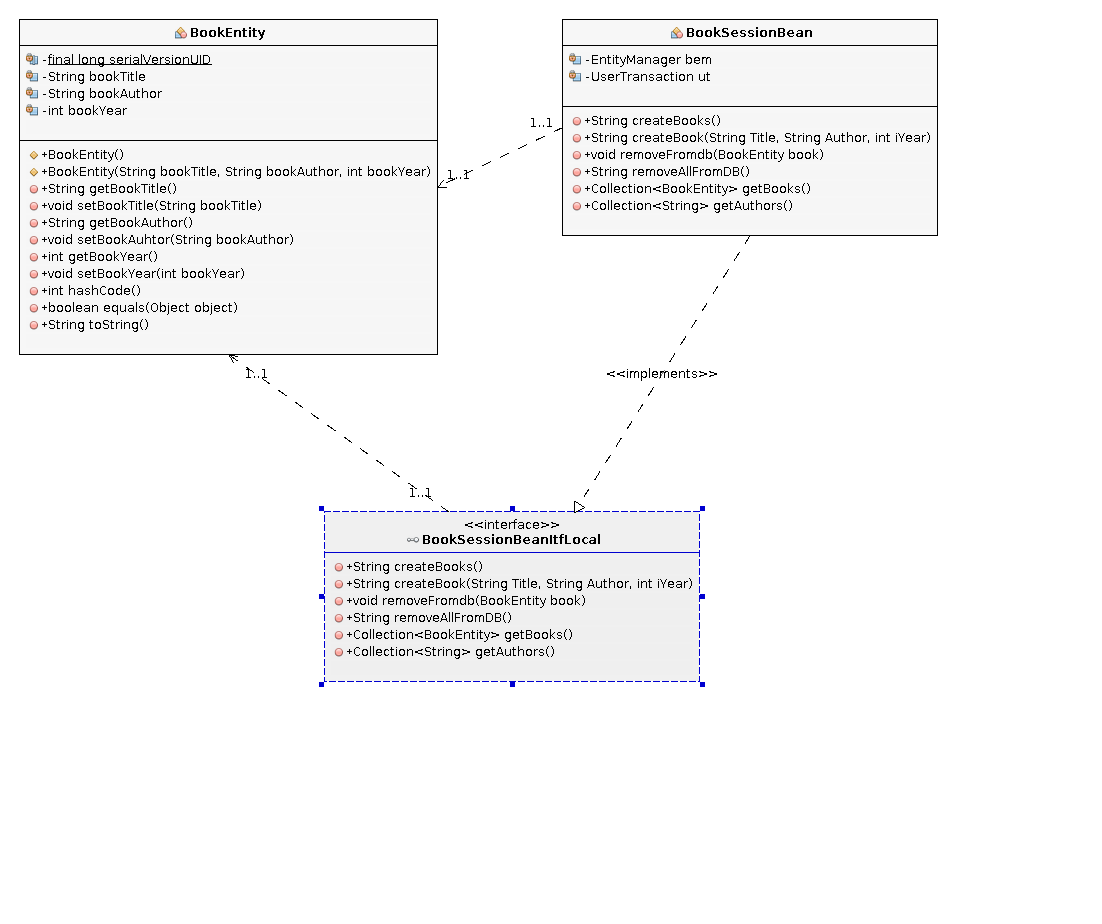 BookEntity
-final long serialVersionUID
-String bookTitle
-String bookAuthor
-int bookYear
+BookEntity()
+BookEntity(String bookTitle, String bookAuthor, int bookYear)
+String getBookTitle()
+void setBookTitle(String bookTitle)
+String getBookAuthor()
+void setBookAuhtor(String bookAuthor)
+int getBookYear()
+void setBookYear(int bookYear)
+int hashCode()
+boolean equals(Object object)
+String toString()
1..1
1..1
BookSessionBean
-EntityManager bem
-UserTransaction ut
+String createBooks()
+String createBook(String Title, String Author, int iYear)
+void removeFromdb(BookEntity book)
+String removeAllFromDB()
+Collection<BookEntity> getBooks()
+Collection<String> getAuthors()
1..1
<<implements>>
1..1
<<interface>>
BookSessionBeanItfLocal
+String createBooks()
+String createBook(String Title, String Author, int iYear)
+void removeFromdb(BookEntity book)
+String removeAllFromDB()
+Collection<BookEntity> getBooks()
+Collection<String> getAuthors()